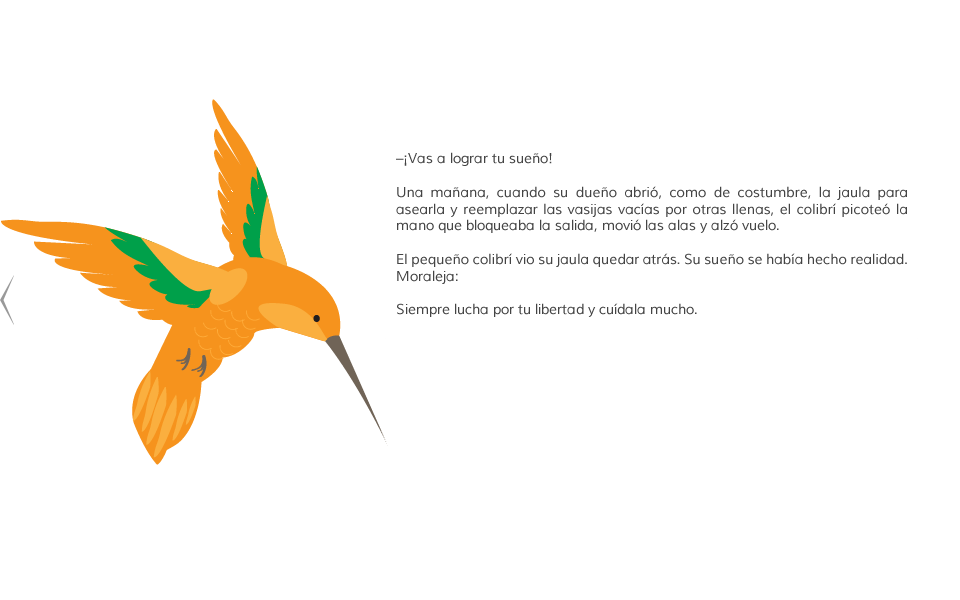 –¡Vas a lograr tu sueño!
Una mañana, cuando su dueño abrió, como de costumbre, la jaula para
asearla y reemplazar las vasijas vacías por otras llenas, el colibrí picoteó la
mano que bloqueaba la salida, movió las alas y alzó vuelo.
El pequeño colibrí vio su jaula quedar atrás. Su sueño se había hecho realidad.
Moraleja:
Siempre lucha por tu libertad y cuídala mucho.